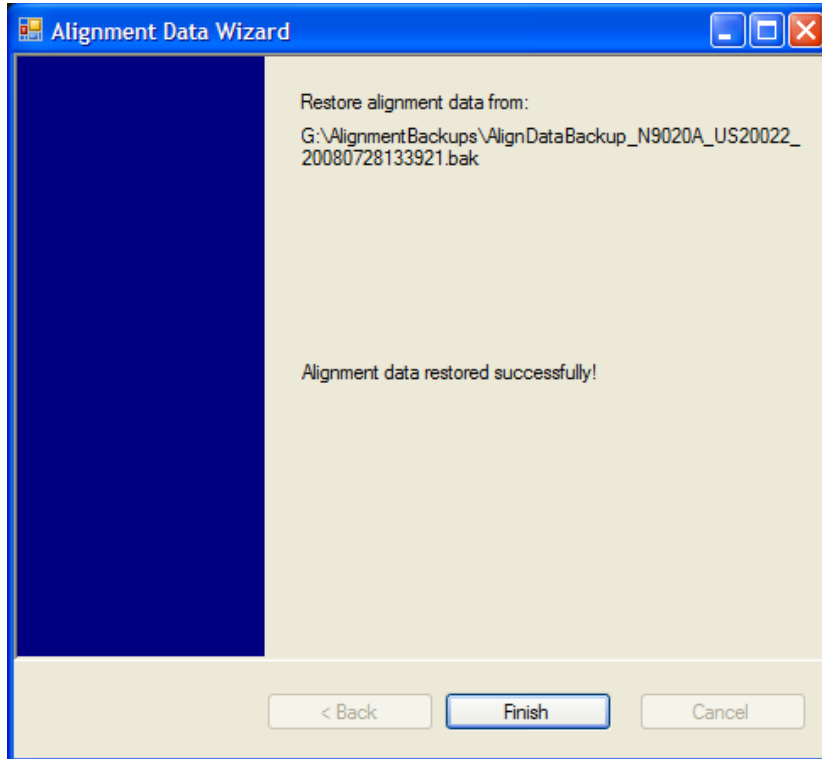 Alignment Data Wizard
Restore alignment data from:
G:\AlignmentBackups\AlignDataBackup_N9020A_US20022_
20080728133921.bak
Alignment data restored successfully!
< Back
Finish
Cancel